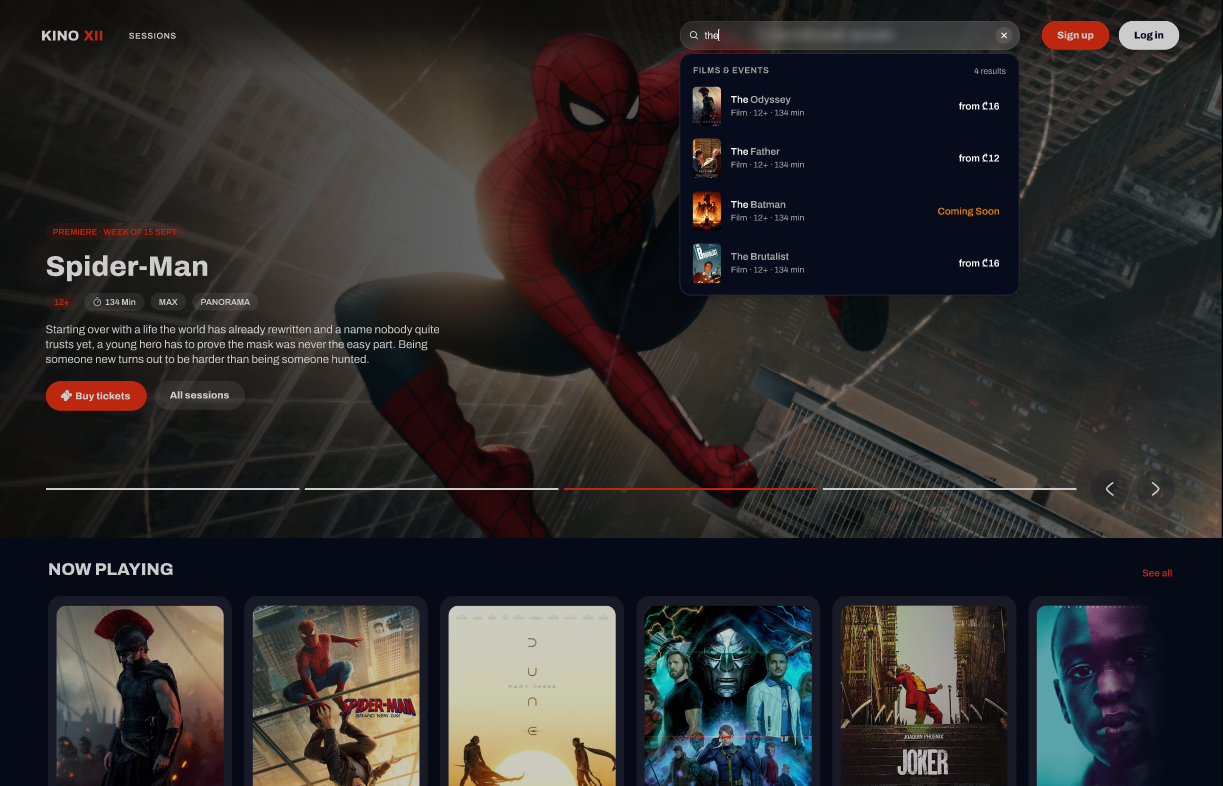 KINO XII
SESSIONS
the
Sign up
Log in
FILMS & EVENTS
4 results
The Odyssey
Film · 12+ · 134 min
from ₾16
The Father
Film · 12+ · 134 min
from ₾12
The Batman
Film · 12+ · 134 min
Coming Soon
The Brutalist
Film · 12+ · 134 min
from ₾16
PREMIERE · WEEK OF 15 SEPT
Spider-Man
12+
134 Min
MAX
PANORAMA
Starting over with a life the world has already rewritten and a name nobody quite
trusts yet, a young hero has to prove the mask was never the easy part. Being
someone new turns out to be harder than being someone hunted.
Buy tickets
All sessions
NOW PLAYING
See all
SPIDER-MAN
BRAND NEW DAY
DUNE
PART THREE
JOAQUIN PHOENIX
JOKER